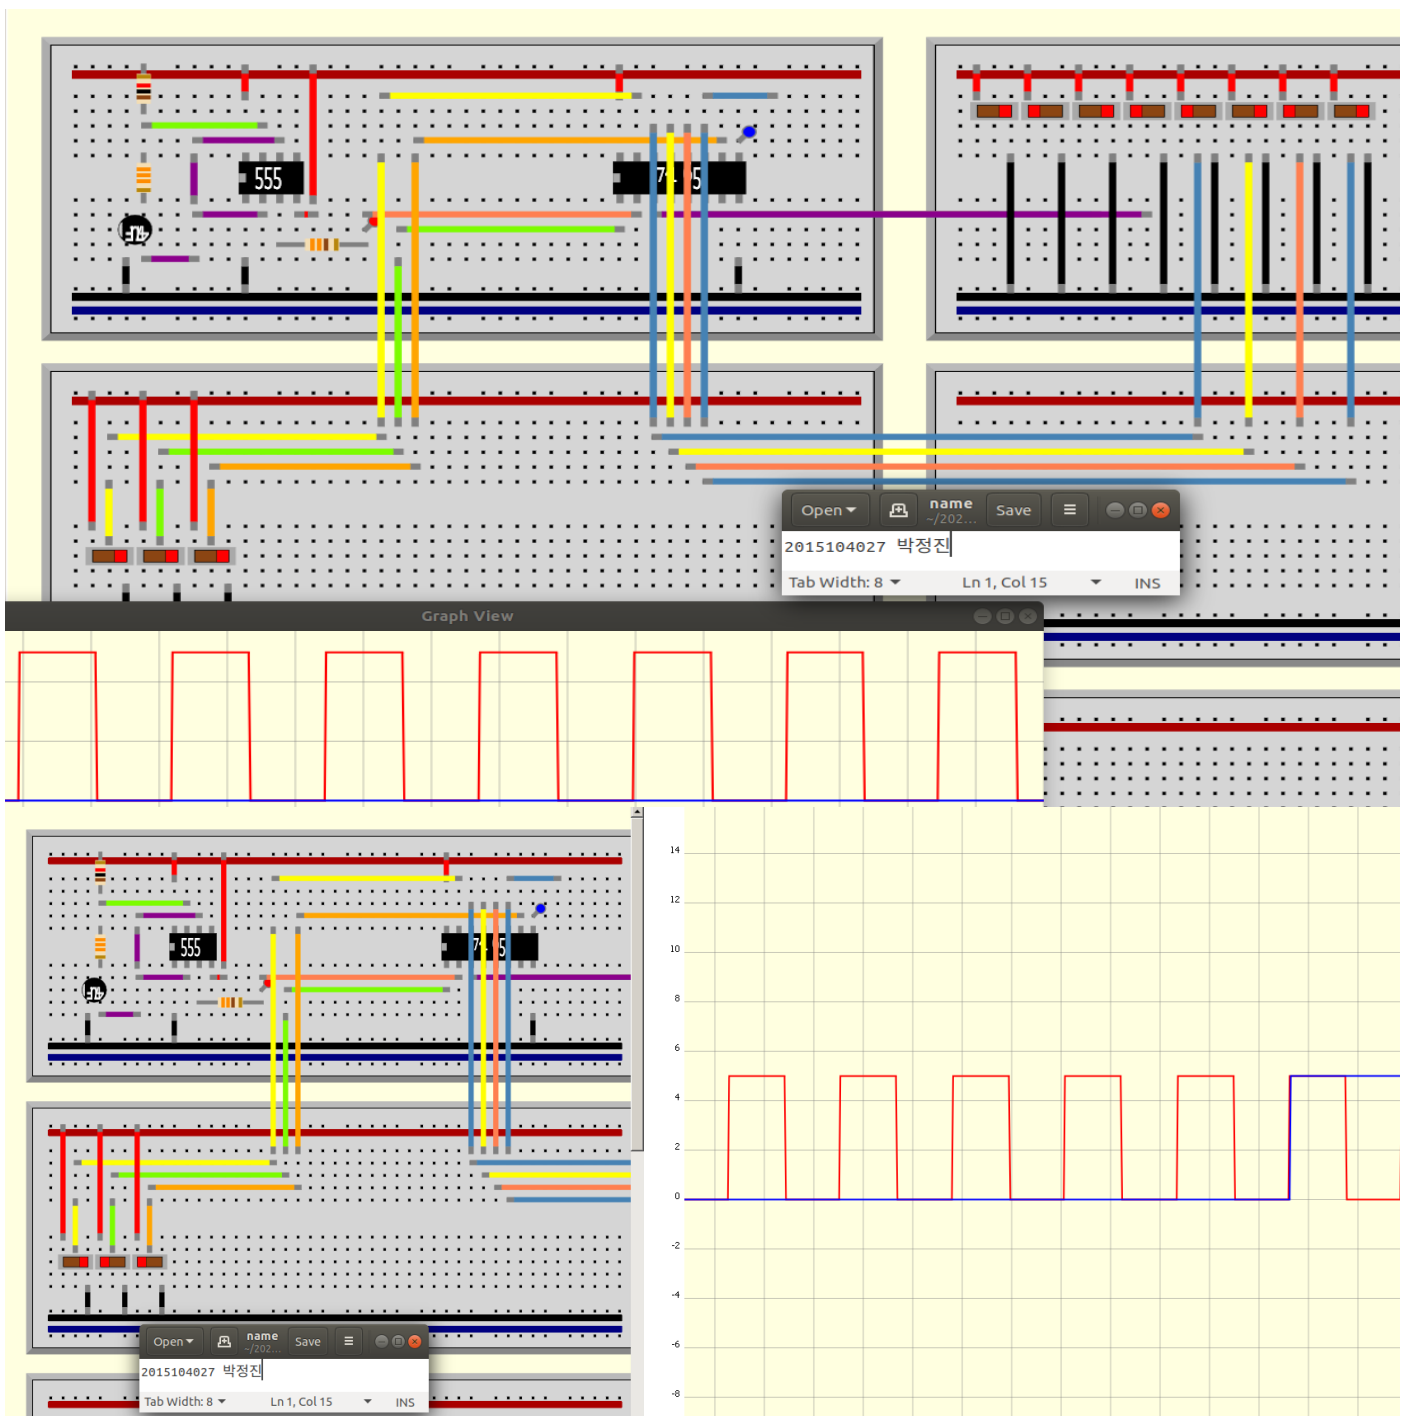 555
Open
name
~/202...
Save
2015104027 박정진
Tab Width: 8
Ln 1, Col 15
INS
Graph View
555
14
12
10
8
6
4
2
0
-2
-4
-6
-8
Open
name
~/202...
Save
2015104027 박정진
Tab Width: 8
Ln 1, Col 15
INS